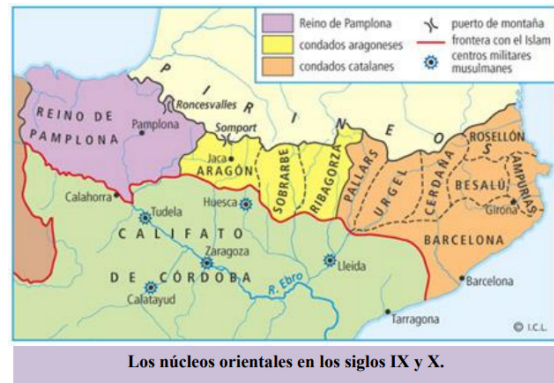 Reino de Pamplona
condados aragoneses
condados catalanes
puerto de montaña
frontera con el Islam
centros militares
musulmanes
PIRINEOS
Roncesvalles
REINO DE
PAMPLONA
Pamplona
Somport
Jaca
ARAGÓN
SOBRARBE
RIBAGORZA
PALLARS
URGEL
CERDAÑA
ROSELLÓN
BESALÚ
AMPURIAS
Girona
BARCELONA
Barcelona
Calahorra
Tudela
Huesca
CALIFATO
DE CÓRDOBA
Zaragoza
Lleida
Calatayud
R. Ebro
Tarragona
© I.C.L.
Los núcleos orientales en los siglos IX y X.